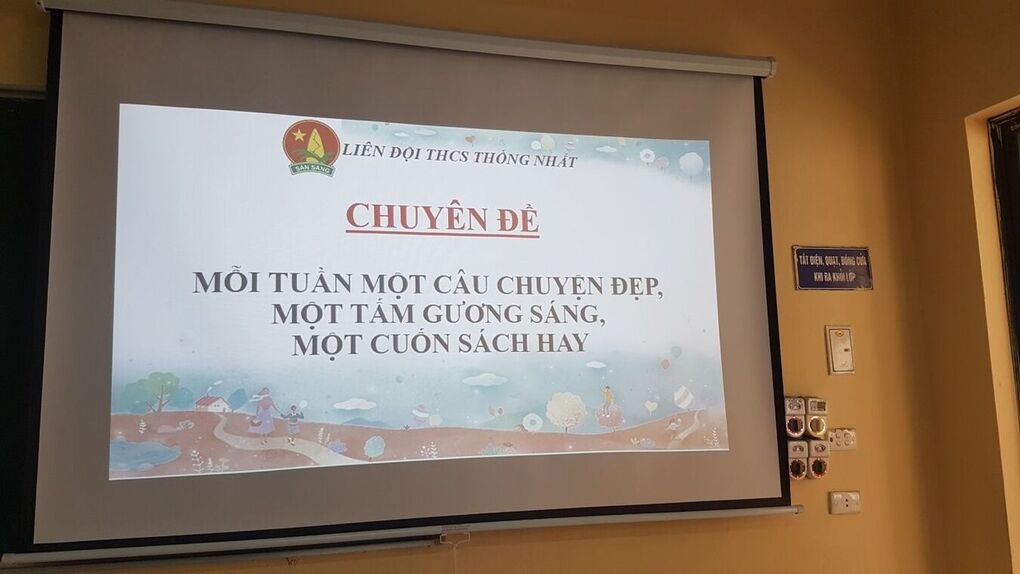 LIÊN ĐỘI THCS THỐNG NHẤT
SẴN SÀNG
CHUYÊN ĐỀ
MỖI TUẦN MỘT CÂU CHUYỆN ĐẸP,
MỘT TẤM GƯƠNG SÁNG,
MỘT CUỐN SÁCH HAY
TẮT ĐIỆN, QUẠT, ĐÓNG CỬA
KHI RA KHỎI LỚP